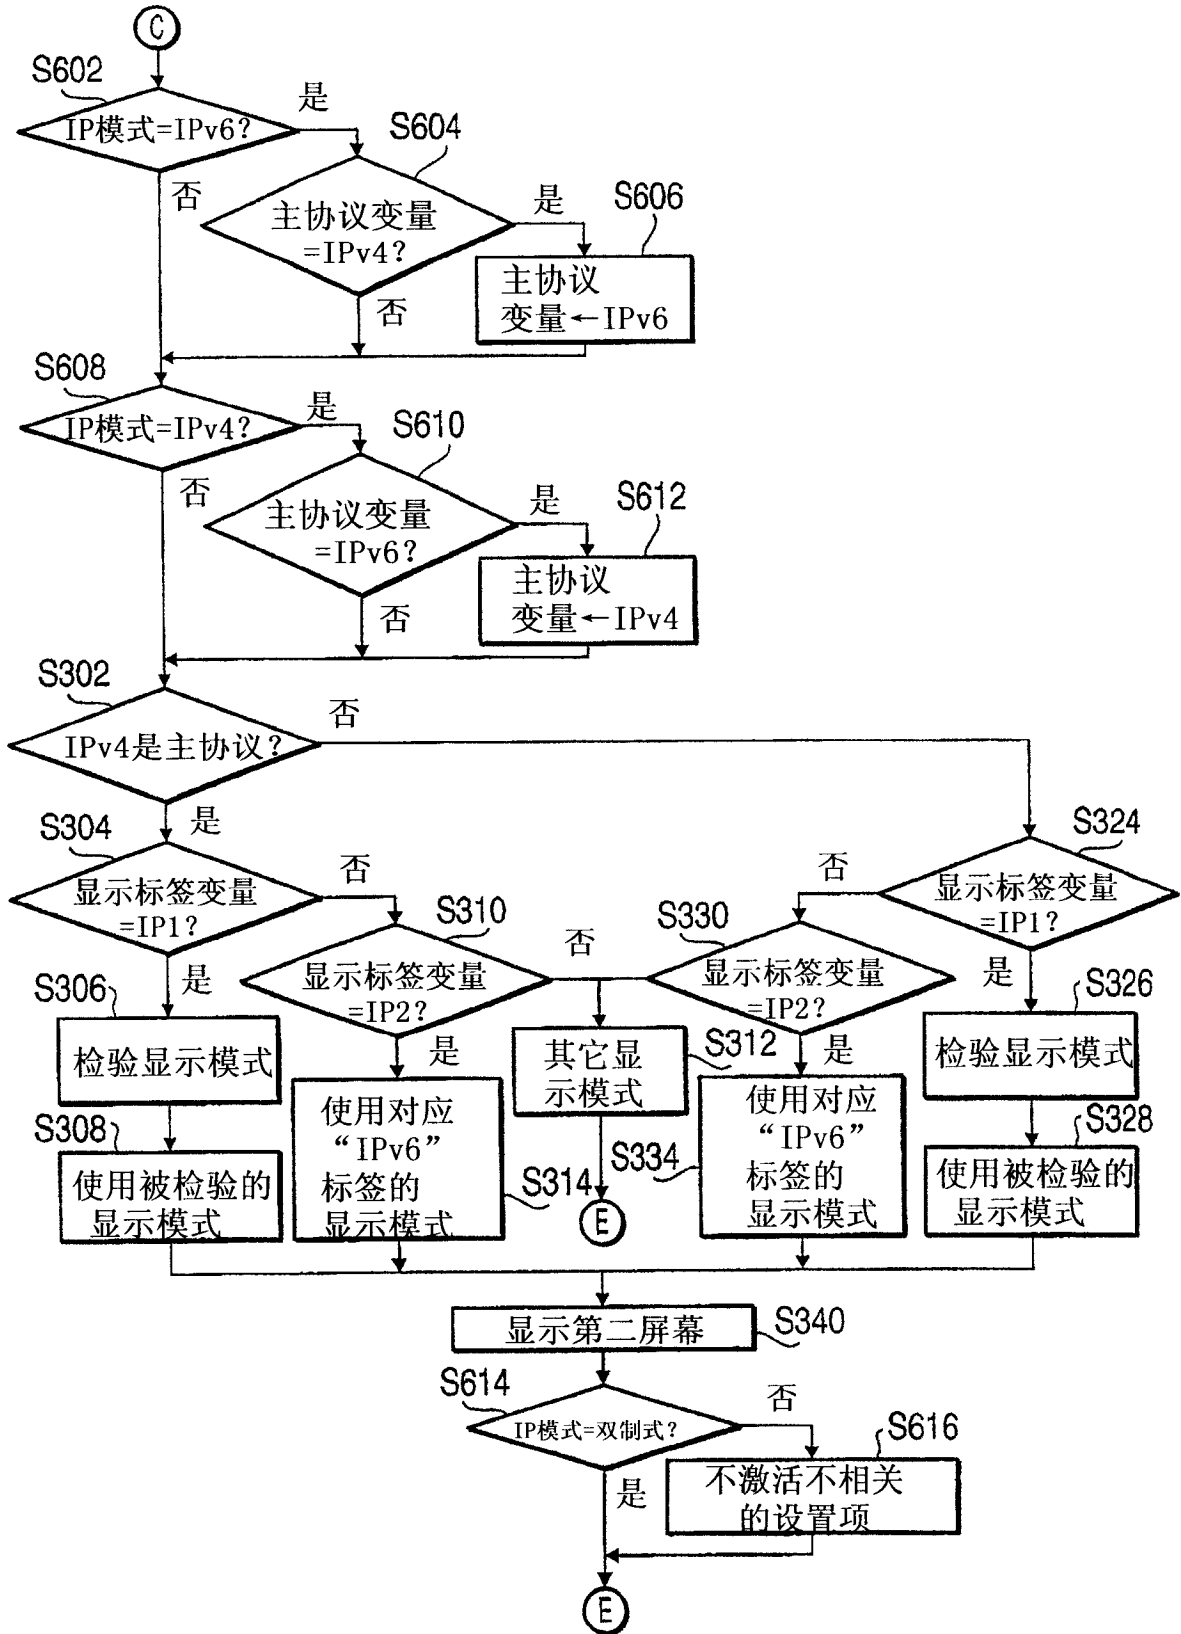 C
S602
是
IP模式=IPv6?
S604
否
主协议变量
=IPv4?
是
S606
主协议
变量←IPv6
否
S608
是
IP模式=IPv4?
S610
否
主协议变量
=IPv6?
是
S612
主协议
变量←IPv4
否
S302
否
IPv4是主协议?
是
S304
显示标签变量
=IP1?
否
S310
是
显示标签变量
=IP2?
否
S330
显示标签变量
=IP2?
否
S324
显示标签变量
=IP1?
是
S306
检验显示模式
S308
使用被检验的
显示模式
是
使用对应
“IPv6”
标签的
显示模式
S314
其它显
示模式
S312
E
是
S334
使用对应
“IPv6”
标签的
显示模式
S326
检验显示模式
S328
使用被检验的
显示模式
显示第二屏幕
S340
S614
否
IP模式=双制式?
S616
是
不激活不相关
的设置项
E